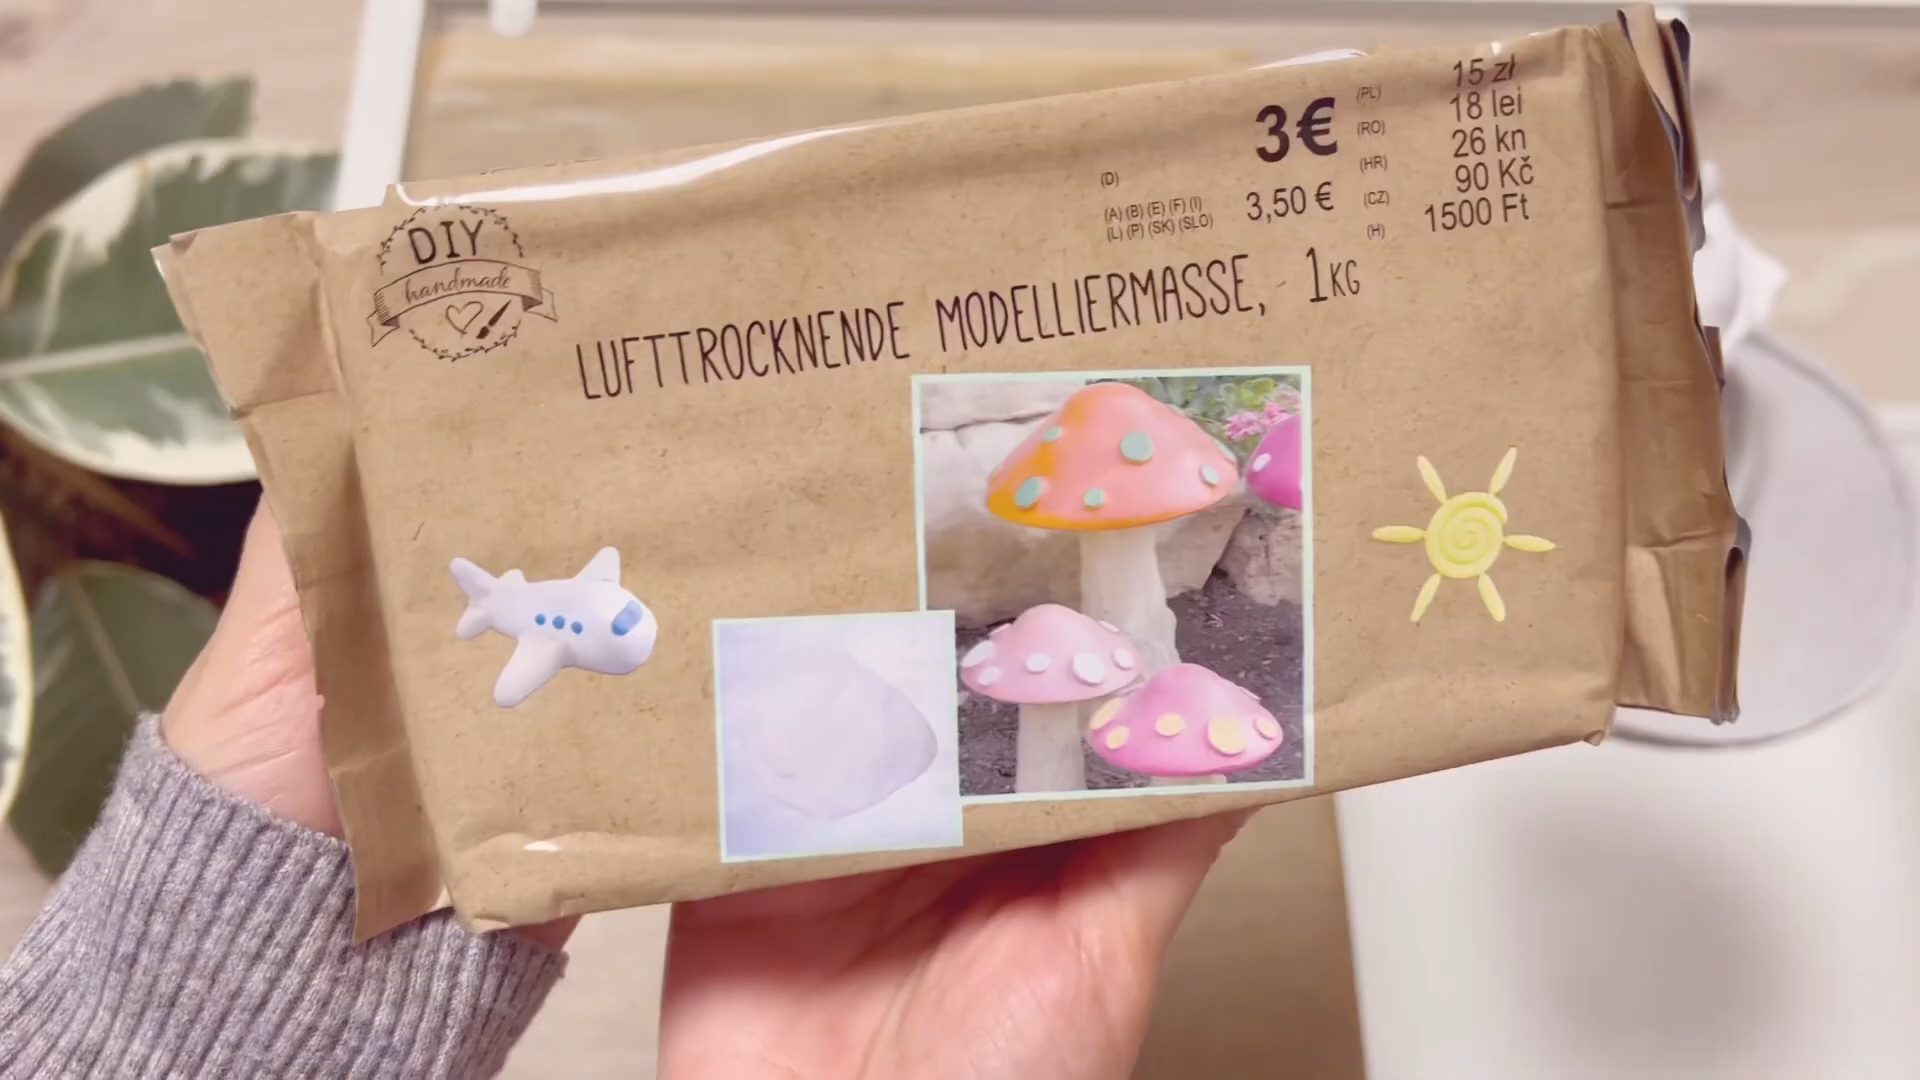 DIY
handmade
(D) 3€
(A) (B) (E) (F) (I)
(L) (P) (SK) (SLO) 3,50 €
(PL) 15 zł
(RO) 18 lei
(HR) 26 kn
(CZ) 90 Kč
(H) 1500 Ft
LUFTTROCKNENDE MODELLIERMASSE, 1KG